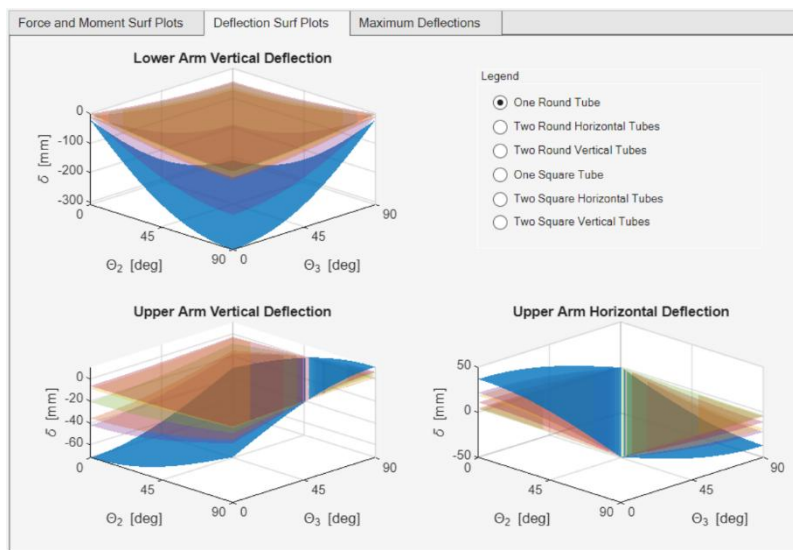 Force and Moment Surf Plots
Deflection Surf Plots
Maximum Deflections
Lower Arm Vertical Deflection
0
-100
-200
-300
δ [mm]
0
45
90
Θ2 [deg]
0
45
90
Θ3 [deg]
Legend
One Round Tube
Two Round Horizontal Tubes
Two Round Vertical Tubes
One Square Tube
Two Square Horizontal Tubes
Two Square Vertical Tubes
Upper Arm Vertical Deflection
0
-20
-40
-60
δ [mm]
0
45
90
Θ2 [deg]
0
45
90
Θ3 [deg]
Upper Arm Horizontal Deflection
50
0
-50
δ [mm]
0
45
90
Θ2 [deg]
0
45
90
Θ3 [deg]